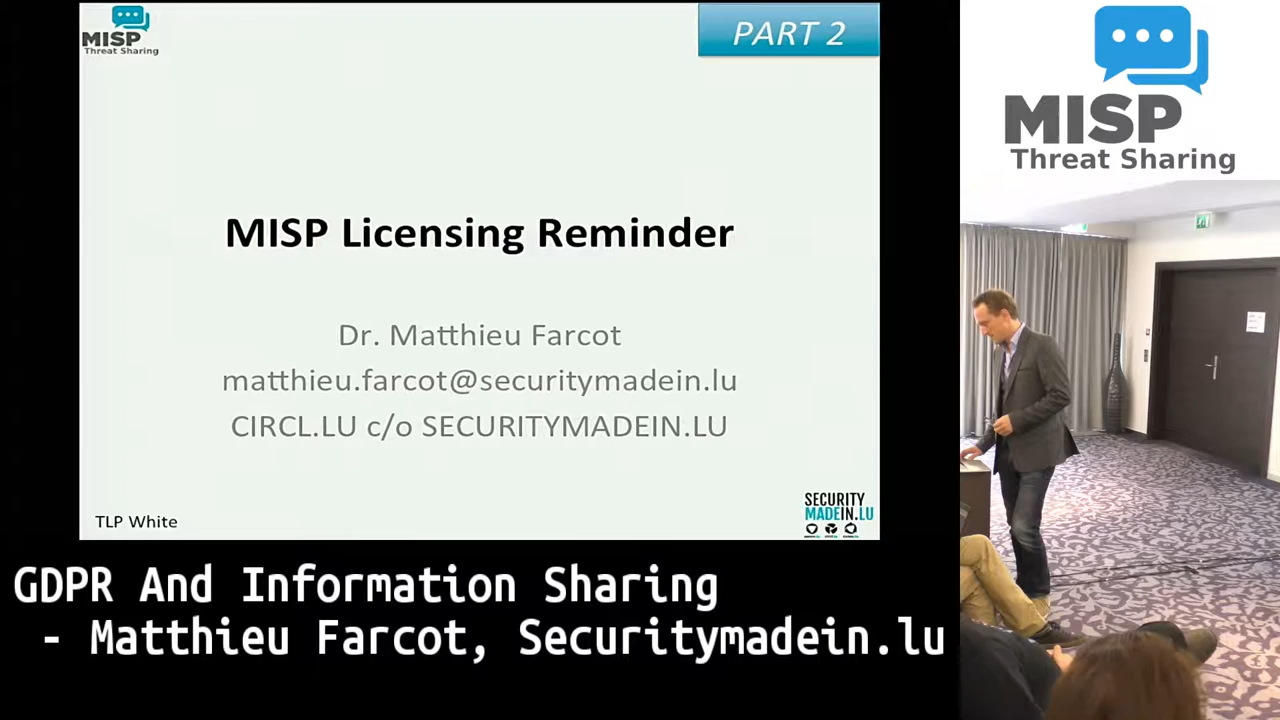 MISP
Threat Sharing
PART 2
MISP Licensing Reminder
Dr. Matthieu Farcot
matthieu.farcot@securitymadein.lu
CIRCL.LU c/o SECURITYMADEIN.LU
TLP White
SECURITY
MADEIN.LU
GDPR And Information Sharing
- Matthieu Farcot, Securitymadein.lu
MISP
Threat Sharing